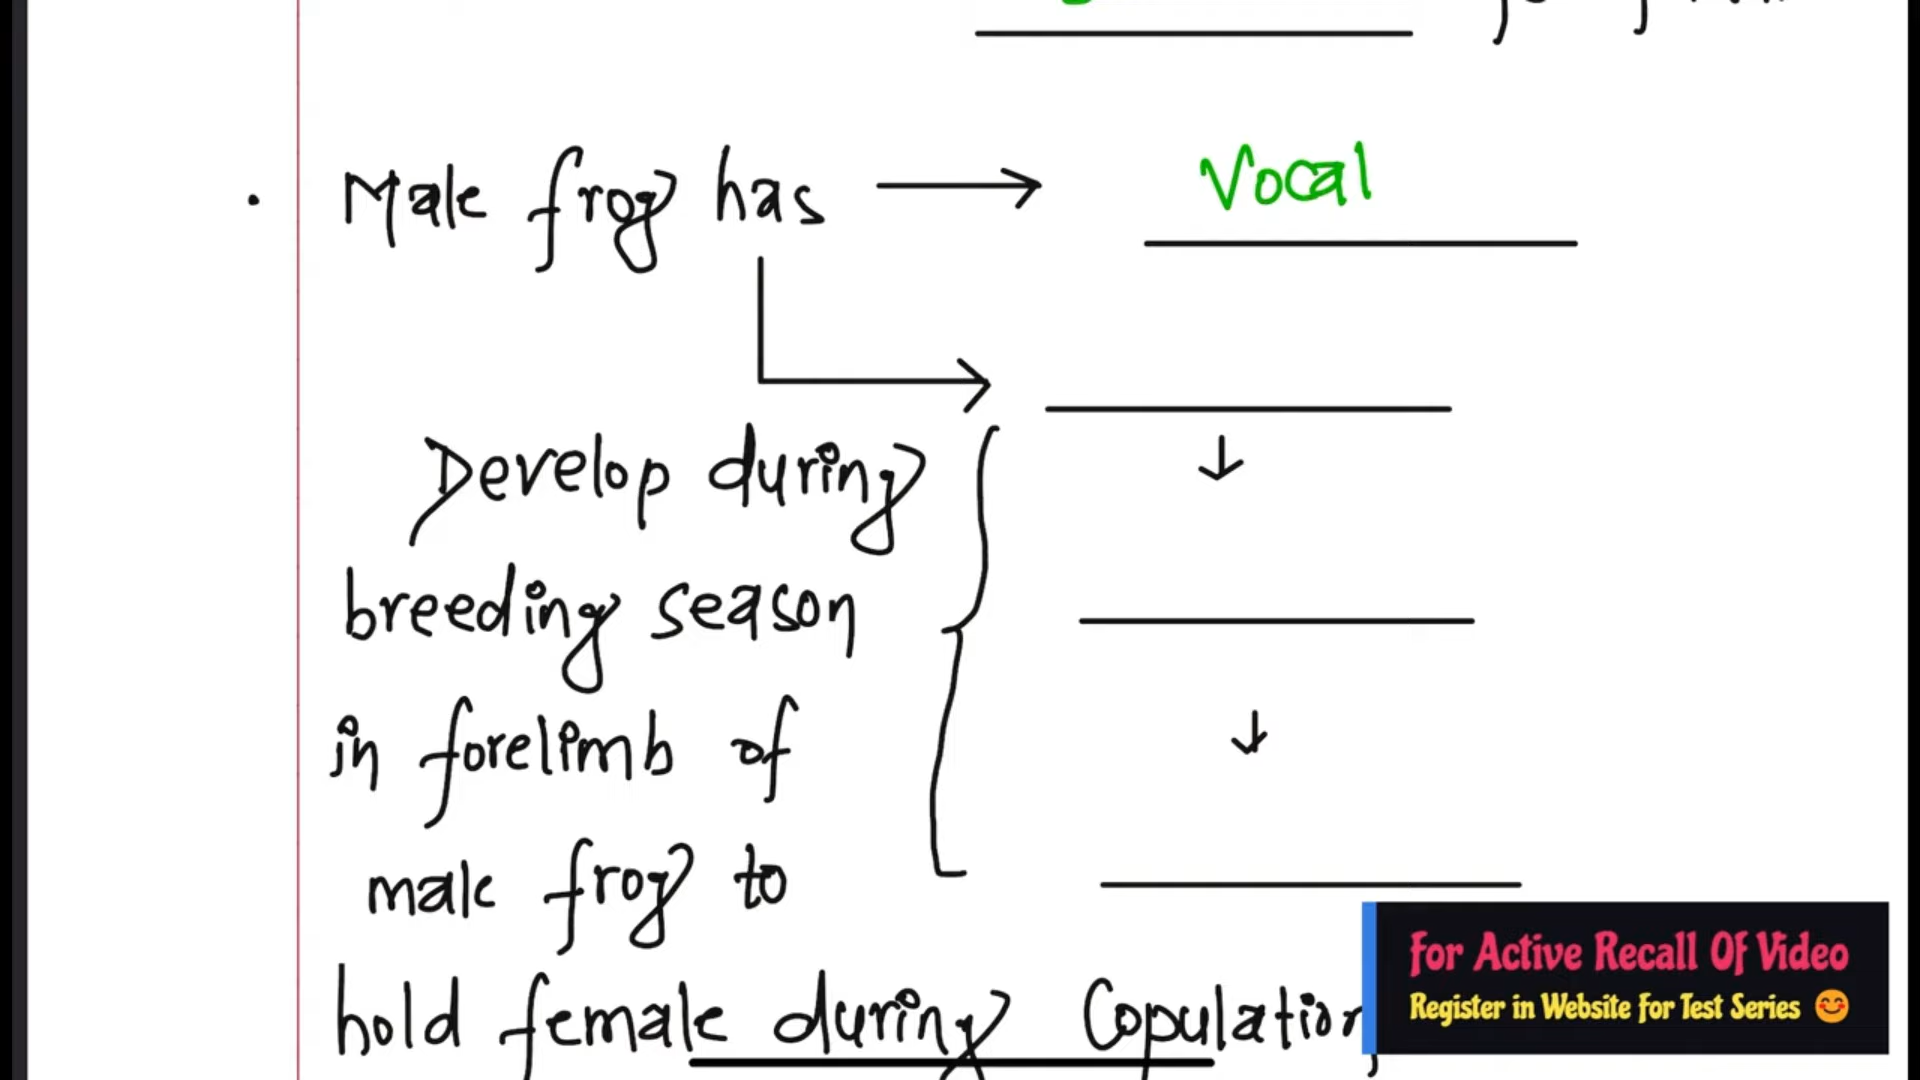 Male frog has → Vocal
Develop during
breeding season
in forelimb of
male frog to
hold female during Copulation
For Active Recall Of Video
Register in Website for Test Series 😊